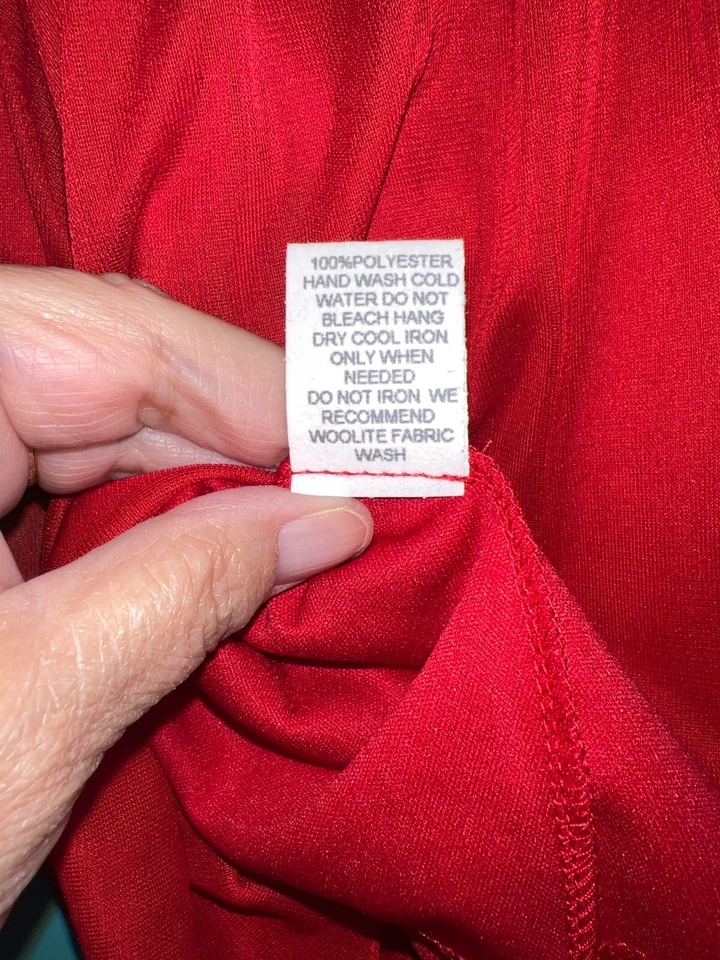 100%POLYESTER
HAND WASH COLD
WATER DO NOT
BLEACH HANG
DRY COOL IRON
ONLY WHEN
NEEDED
DO NOT IRON WE
RECOMMEND
WOOLITE FABRIC
WASH